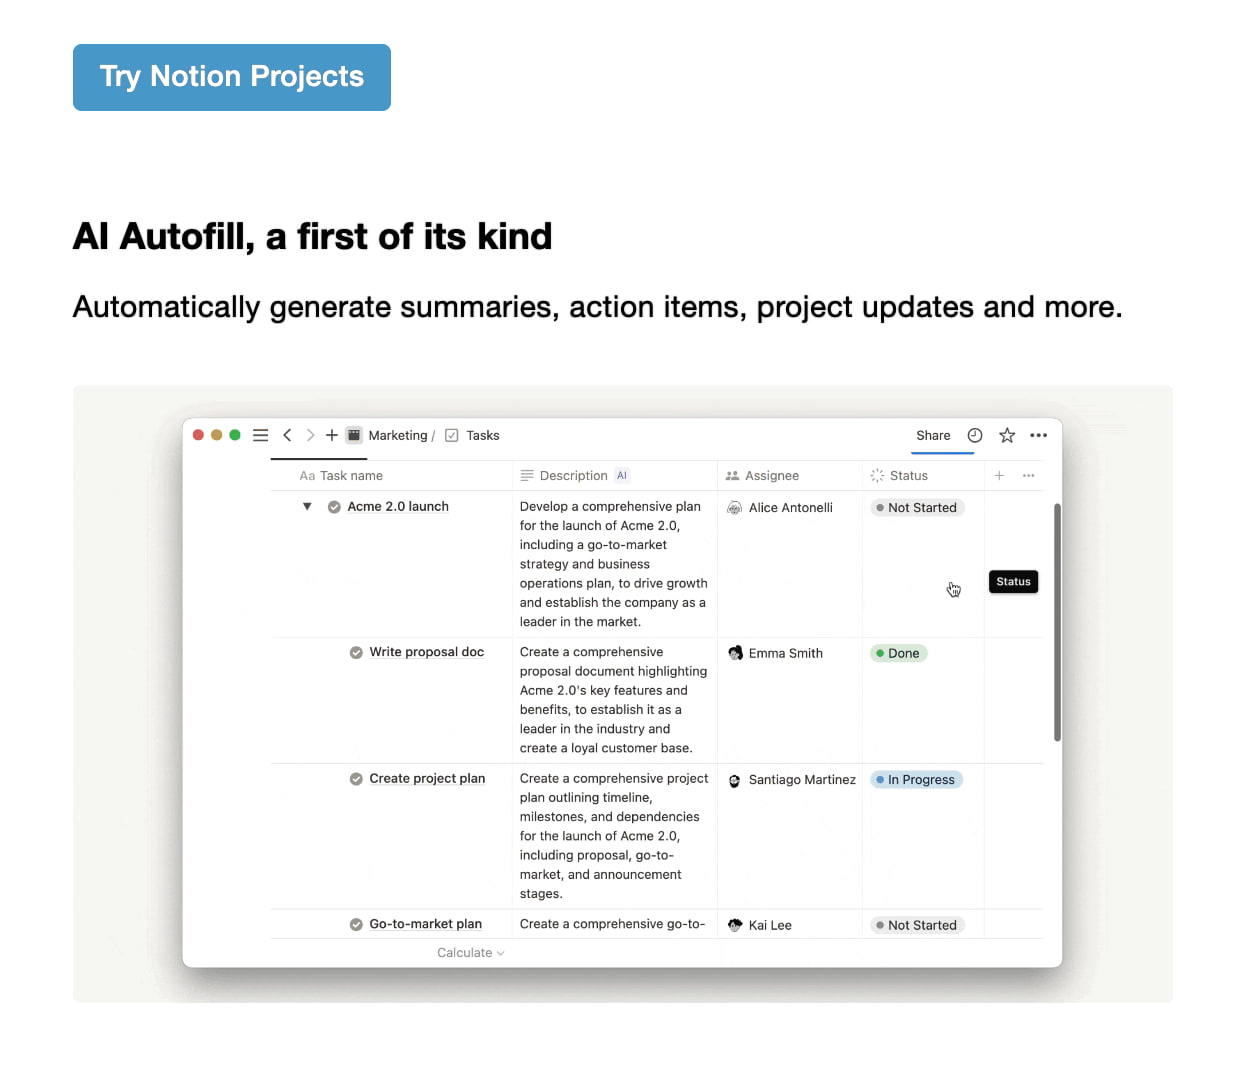 Try Notion Projects
AI Autofill, a first of its kind
Automatically generate summaries, action items, project updates and more.
Marketing / Tasks
Share
Aa Task name
Description AI
Assignee
Status
Acme 2.0 launch
Develop a comprehensive plan
for the launch of Acme 2.0,
including a go-to-market
strategy and business
operations plan, to drive growth
and establish the company as a
leader in the market.
Alice Antonelli
Not Started
Status
Write proposal doc
Create a comprehensive
proposal document highlighting
Acme 2.0's key features and
benefits, to establish it as a
leader in the industry and
create a loyal customer base.
Emma Smith
Done
Create project plan
Create a comprehensive project
plan outlining timeline,
milestones, and dependencies
for the launch of Acme 2.0,
including proposal, go-to-
market, and announcement
stages.
Santiago Martinez
In Progress
Go-to-market plan
Create a comprehensive go-to-
Kai Lee
Not Started
Calculate